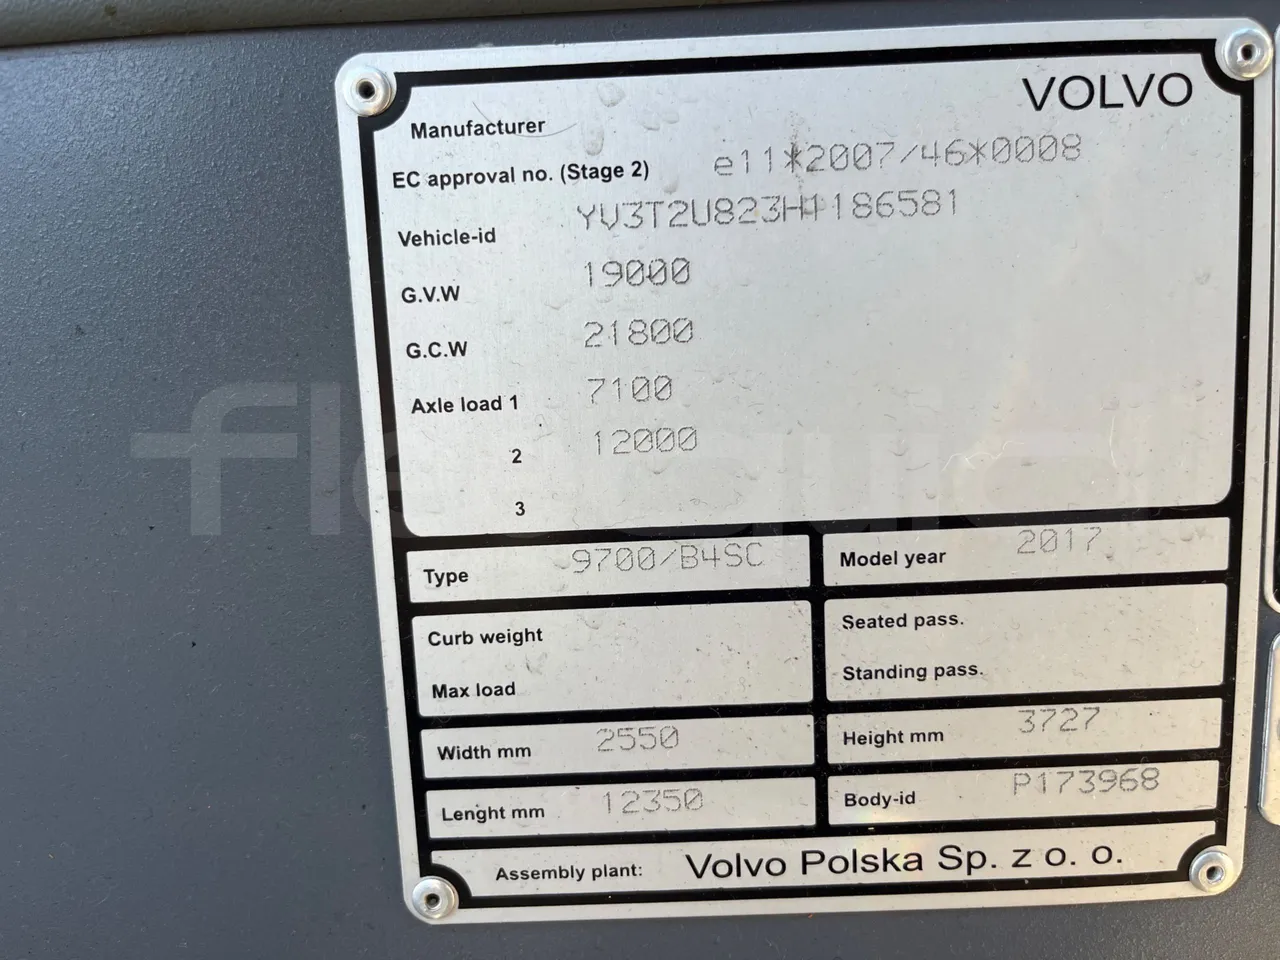 VOLVO
Manufacturer
EC approval no. (Stage 2) e11*2007/46*0008
Vehicle-id YV3T2U823H1186581
G.V.W 19000
G.C.W 21800
Axle load 1 7100
2 12000
3
Type 9700/B4SC
Model year 2017
Curb weight
Max load
Seated pass.
Standing pass.
Width mm 2550
Height mm 3727
Lenght mm 12350
Body-id P173968
Assembly plant: Volvo Polska Sp. z o. o.